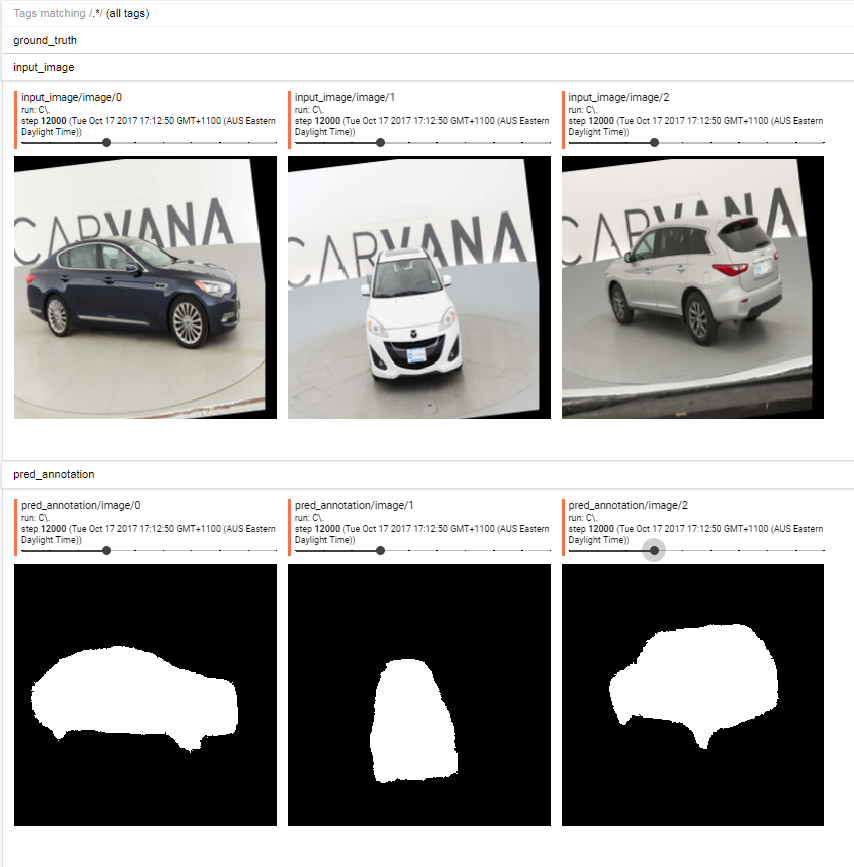 Tags matching /.*/ (all tags)
ground_truth
input_image
input_image/image/0
run: C\.
step 12000 (Tue Oct 17 2017 17:12:50 GMT+1100 (AUS Eastern
Daylight Time))
input_image/image/1
run: C\.
step 12000 (Tue Oct 17 2017 17:12:50 GMT+1100 (AUS Eastern
Daylight Time))
input_image/image/2
run: C\.
step 12000 (Tue Oct 17 2017 17:12:50 GMT+1100 (AUS Eastern
Daylight Time))
CARVANA
CARVANA
CARVANA
pred_annotation
pred_annotation/image/0
run: C\.
step 12000 (Tue Oct 17 2017 17:12:50 GMT+1100 (AUS Eastern
Daylight Time))
pred_annotation/image/1
run: C\.
step 12000 (Tue Oct 17 2017 17:12:50 GMT+1100 (AUS Eastern
Daylight Time))
pred_annotation/image/2
run: C\.
step 12000 (Tue Oct 17 2017 17:12:50 GMT+1100 (AUS Eastern
Daylight Time))